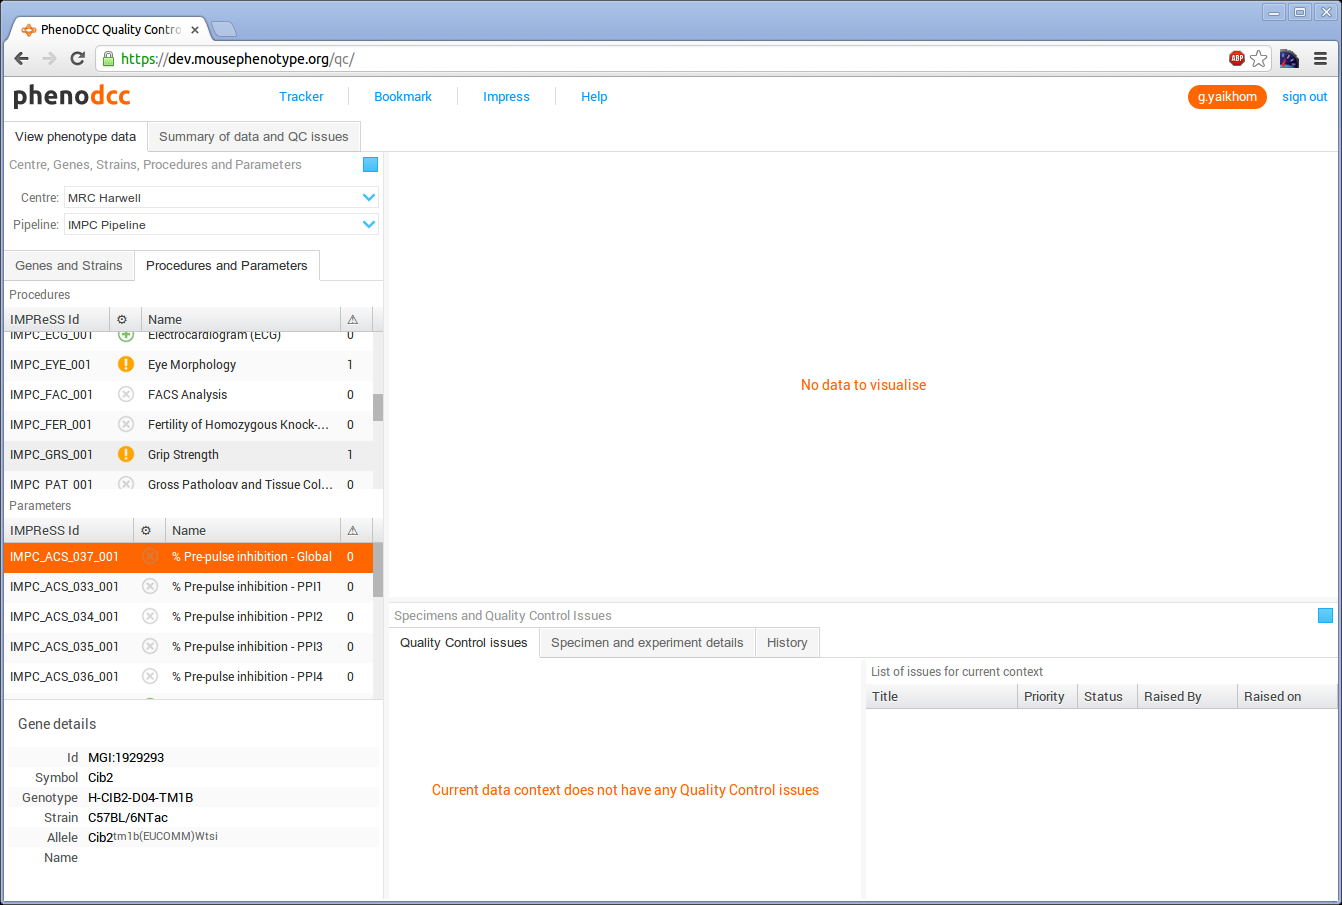 PhenoDCC Quality Contro
https://dev.mousephenotype.org/qc/
ABP
phenodcc
Tracker
Bookmark
Impress
Help
g.yaikhom
sign out
View phenotype data
Summary of data and QC issues
Centre, Genes, Strains, Procedures and Parameters
Centre: MRC Harwell
Pipeline: IMPC Pipeline
Genes and Strains
Procedures and Parameters
Procedures
IMPReSS Id Name
IMPC_ECG_001 Electrocardiogram (ECG) 0
IMPC_EYE_001 Eye Morphology 1
IMPC_FAC_001 FACS Analysis 0
IMPC_FER_001 Fertility of Homozygous Knock-... 0
IMPC_GRS_001 Grip Strength 1
IMPC_PAT_001 Gross Pathology and Tissue Col... 0
Parameters
IMPReSS Id Name
IMPC_ACS_037_001 % Pre-pulse inhibition - Global 0
IMPC_ACS_033_001 % Pre-pulse inhibition - PPI1 0
IMPC_ACS_034_001 % Pre-pulse inhibition - PPI2 0
IMPC_ACS_035_001 % Pre-pulse inhibition - PPI3 0
IMPC_ACS_036_001 % Pre-pulse inhibition - PPI4 0
Gene details
Id MGI:1929293
Symbol Cib2
Genotype H-CIB2-D04-TM1B
Strain C57BL/6NTac
Allele Cib2tm1b(EUCOMM)Wtsi
Name
No data to visualise
Specimens and Quality Control Issues
Quality Control issues
Specimen and experiment details
History
Current data context does not have any Quality Control issues
List of issues for current context
Title Priority Status Raised By Raised on